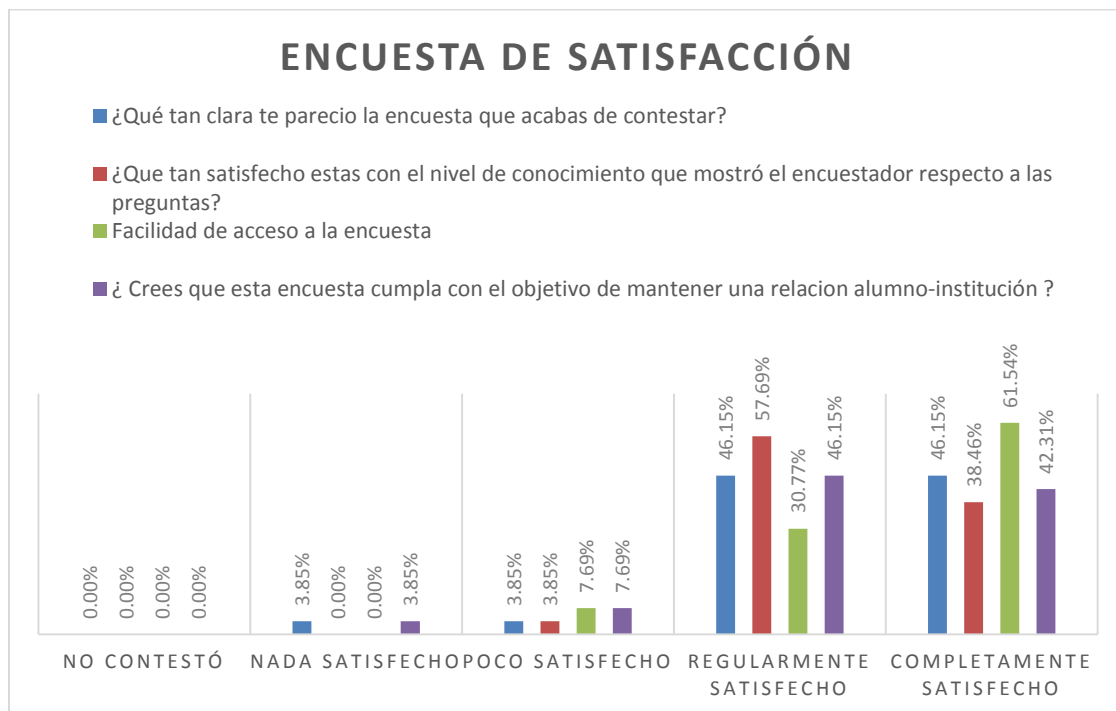 ENCUESTA DE SATISFACCIÓN
¿Qué tan clara te parecio la encuesta que acabas de contestar?
¿Que tan satisfecho estas con el nivel de conocimiento que mostró el encuestador respecto a las
preguntas?
Facilidad de acceso a la encuesta
¿ Crees que esta encuesta cumpla con el objetivo de mantener una relacion alumno-institución ?
0.00% 0.00% 0.00% 0.00%
3.85% 0.00% 0.00% 3.85%
3.85% 3.85% 7.69% 7.69%
46.15% 57.69% 30.77% 46.15%
46.15% 38.46% 61.54% 42.31%
NO CONTESTÓ
NADA SATISFECHO
POCO SATISFECHO
REGULARMENTE
SATISFECHO
COMPLETAMENTE
SATISFECHO